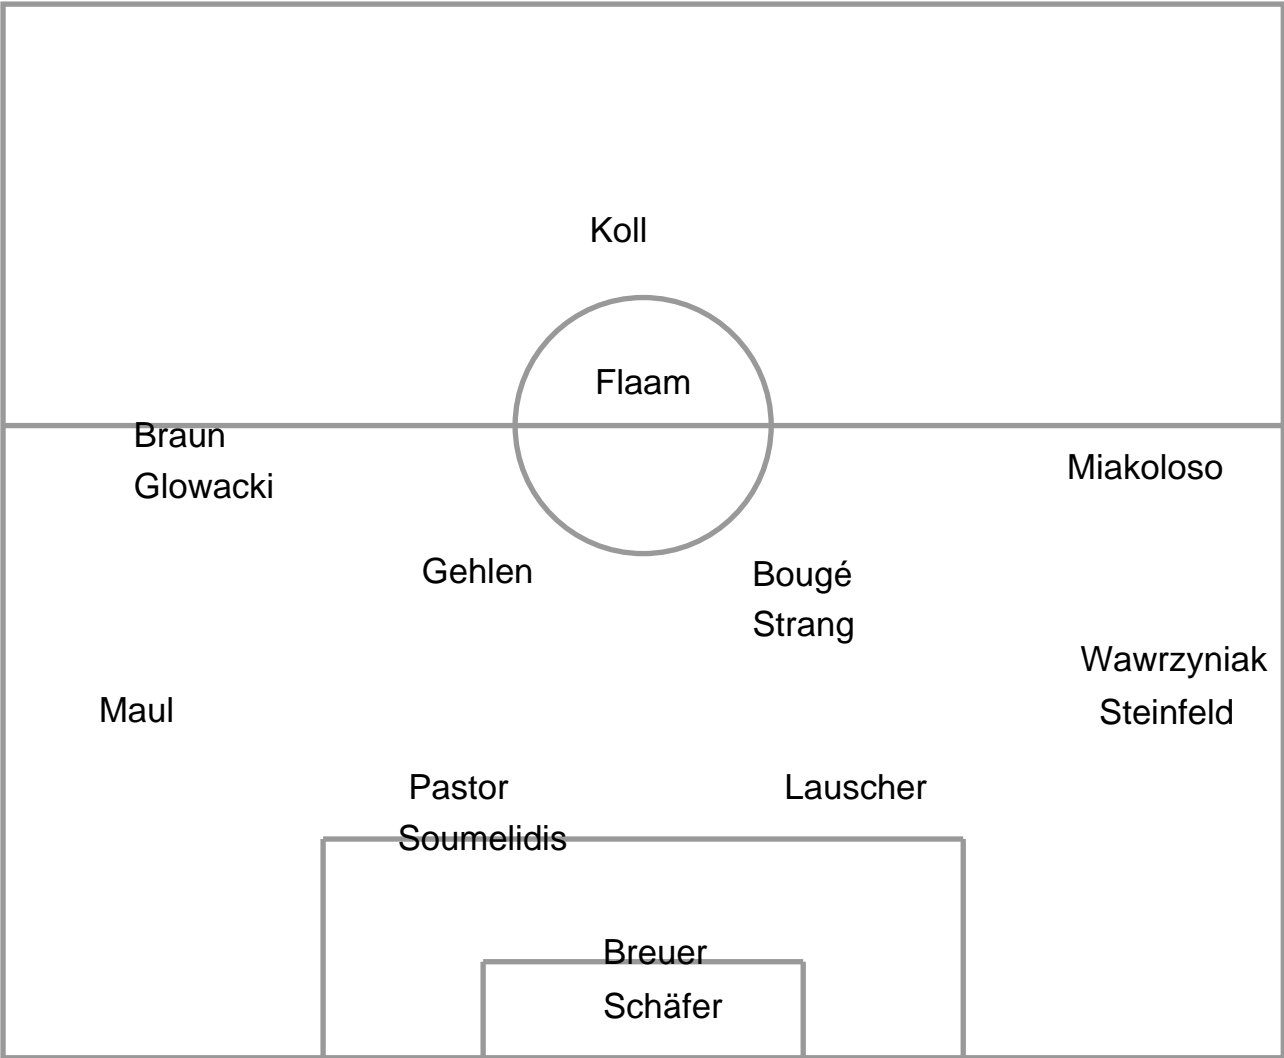 Koll
Flaam
Braun
Glowacki
Miakoloso
Gehlen
Bougé
Strang
Wawrzyniak
Steinfeld
Maul
Pastor
Soumelidis
Lauscher
Breuer
Schäfer